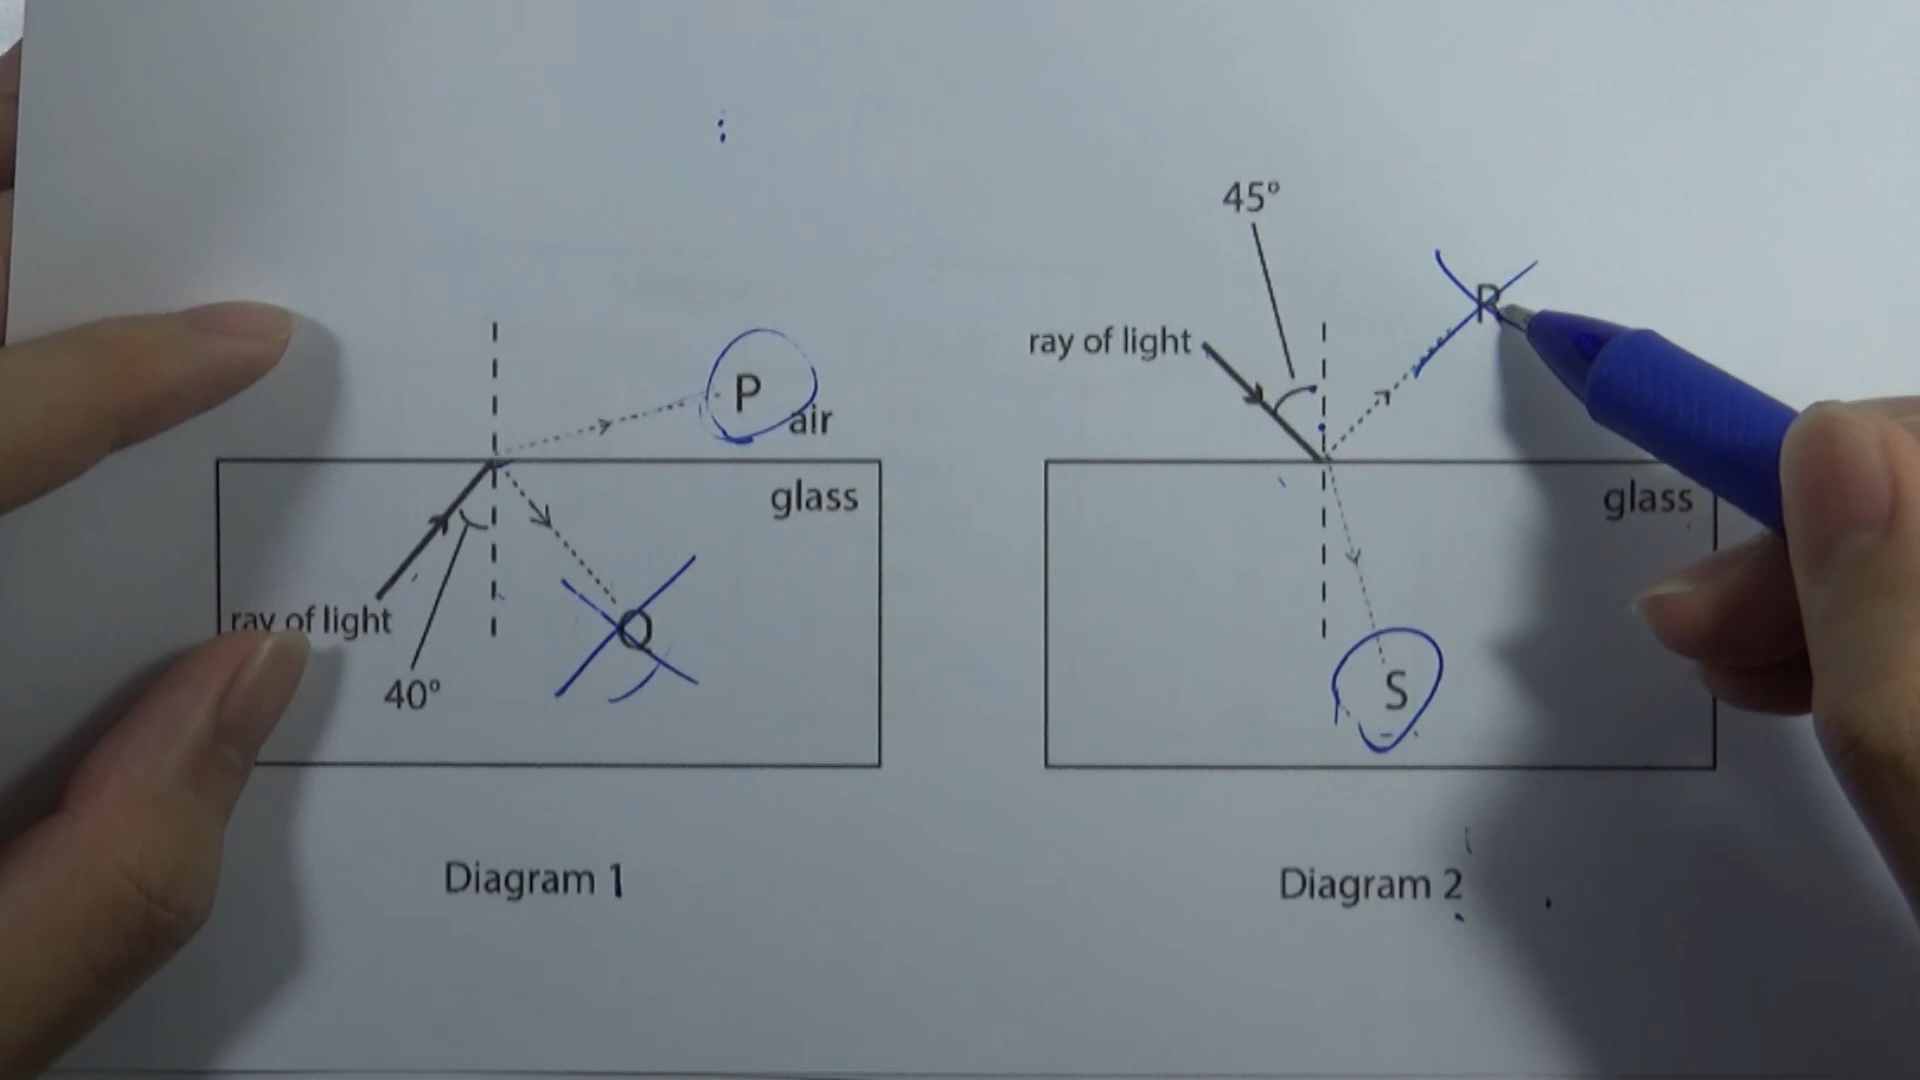 45°
ray of light
P
air
glass
ray of light
Q
40°
Diagram 1
glass
S
Diagram 2